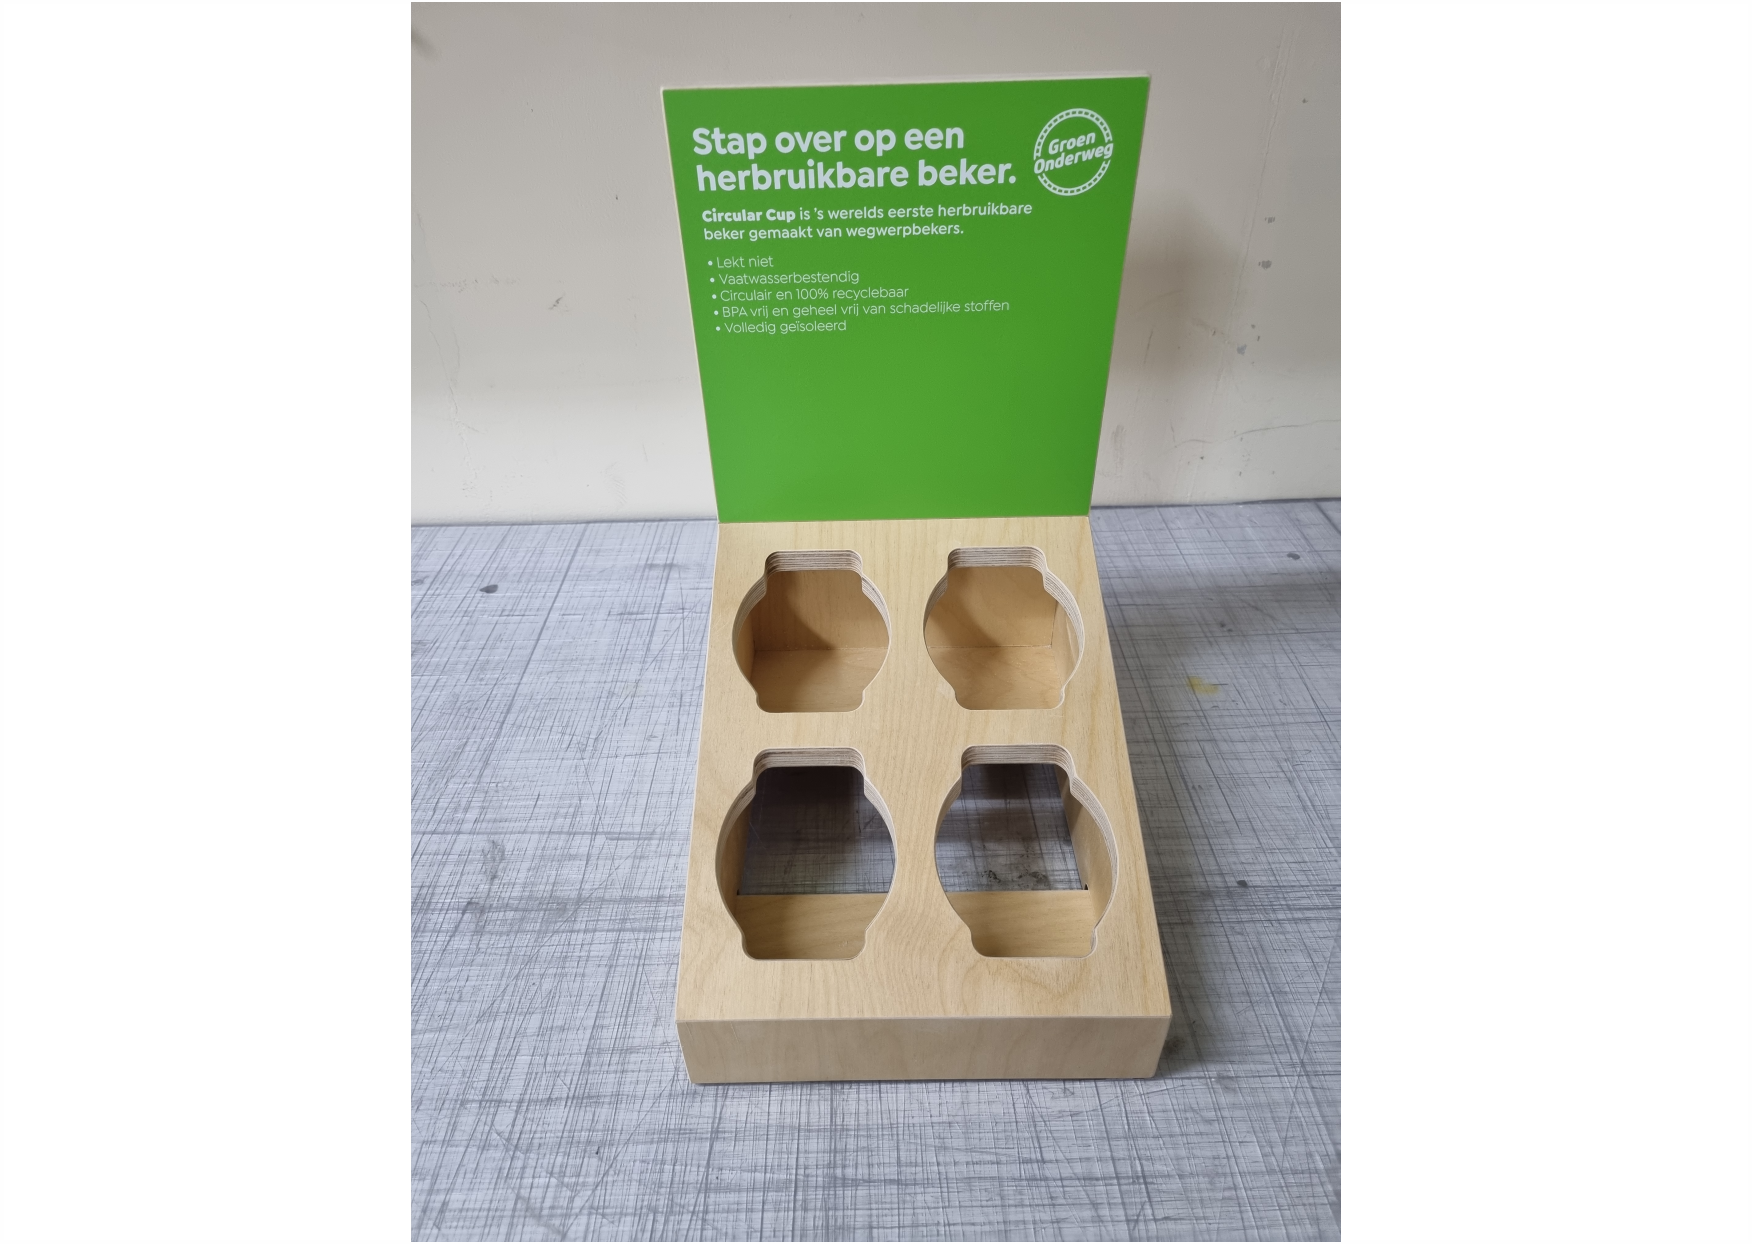 Stap over op een
herbruikbare beker.
Groen
Onderweg
Circular Cup is 's werelds eerste herbruikbare
beker gemaakt van wegwerpbekers.
• Lekt niet
• Vaatwasserbestendig
• Circulair en 100% recyclebaar
• BPA vrij en geheel vrij van schadelijke stoffen
• Volledig geïsoleerd